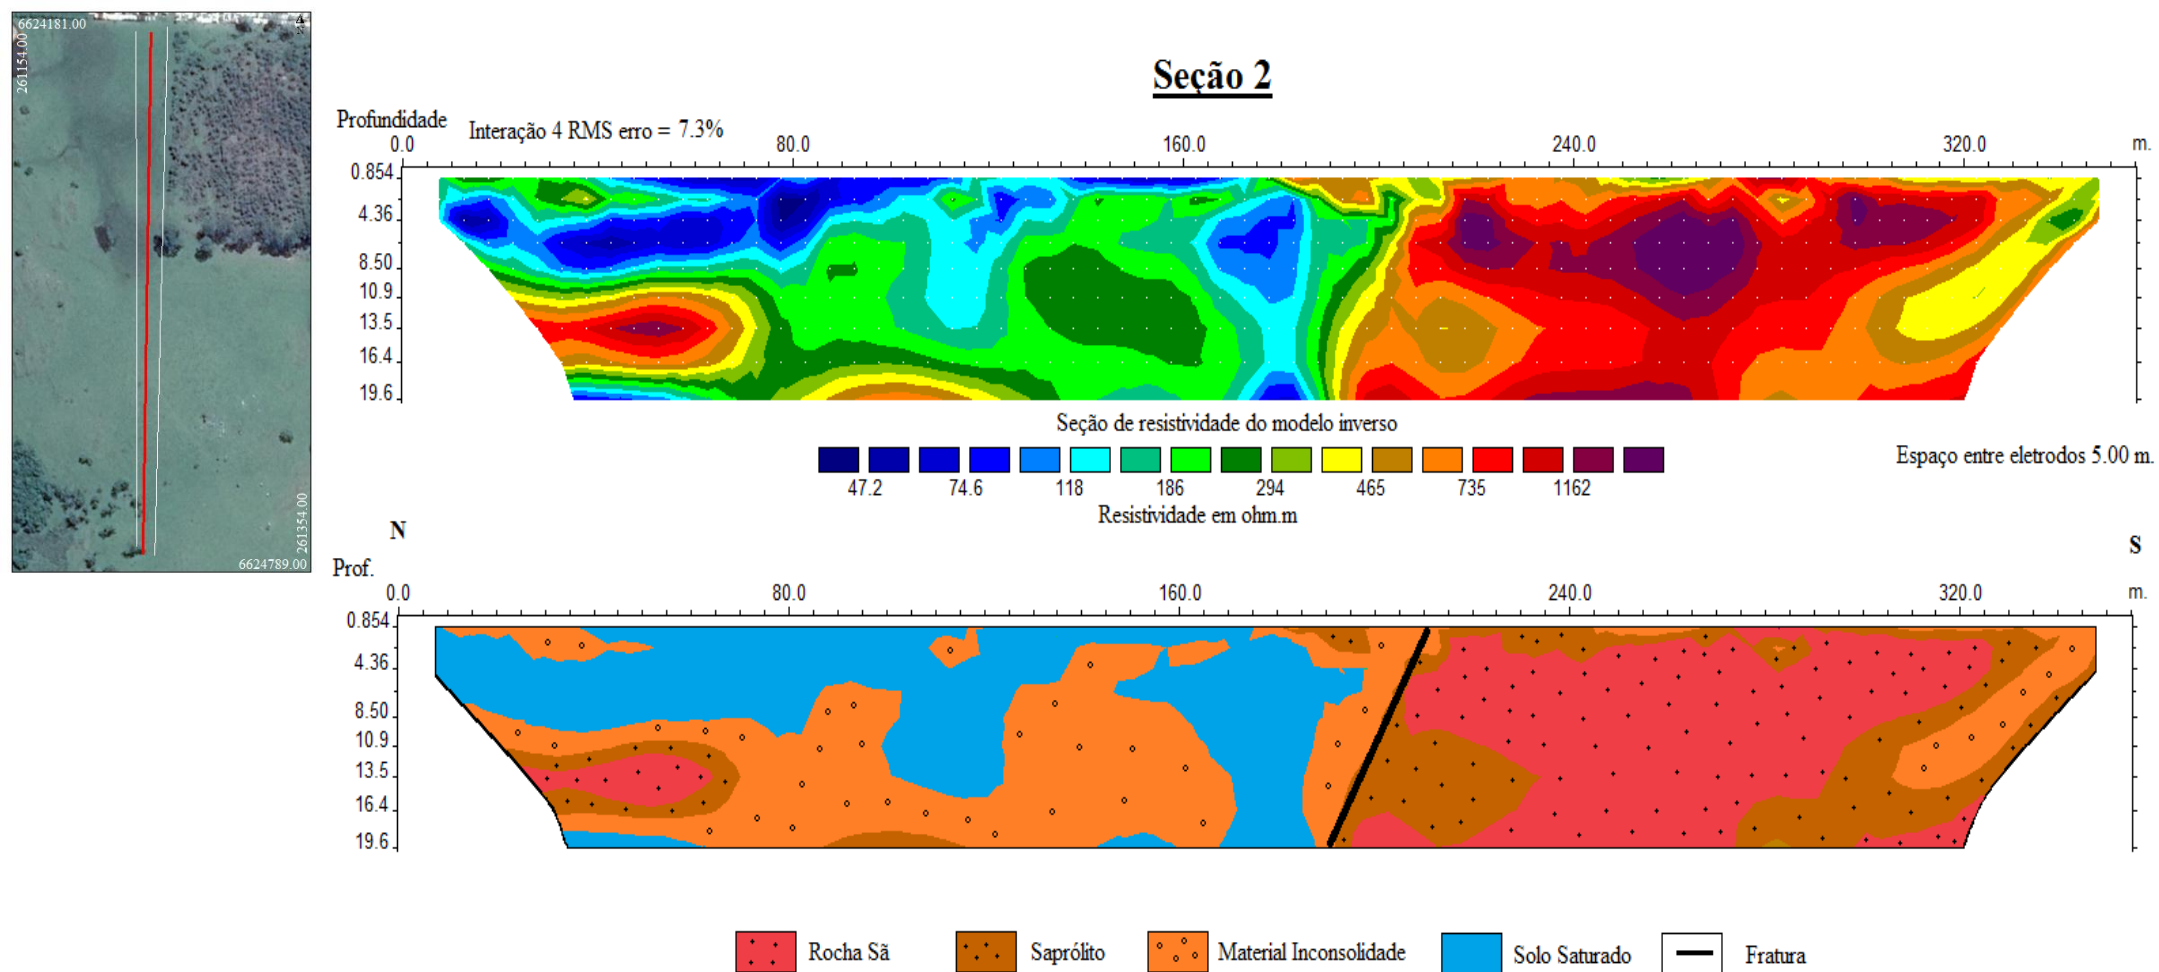 6624181.00
N
261154.00
261354.00
6624789.00
Seção 2
Profundidade
Interação 4 RMS erro = 7.3%
0.0 80.0 160.0 240.0 320.0 m.
0.854
4.36
8.50
10.9
13.5
16.4
19.6
Seção de resistividade do modelo inverso
47.2 74.6 118 186 294 465 735 1162
Resistividade em ohm.m
Espaço entre eletrodos 5.00 m.
N
S
Prof.
0.0 80.0 160.0 240.0 320.0 m.
0.854
4.36
8.50
10.9
13.5
16.4
19.6
Rocha Sã Saprólito Material Inconsolidade Solo Saturado Fratura